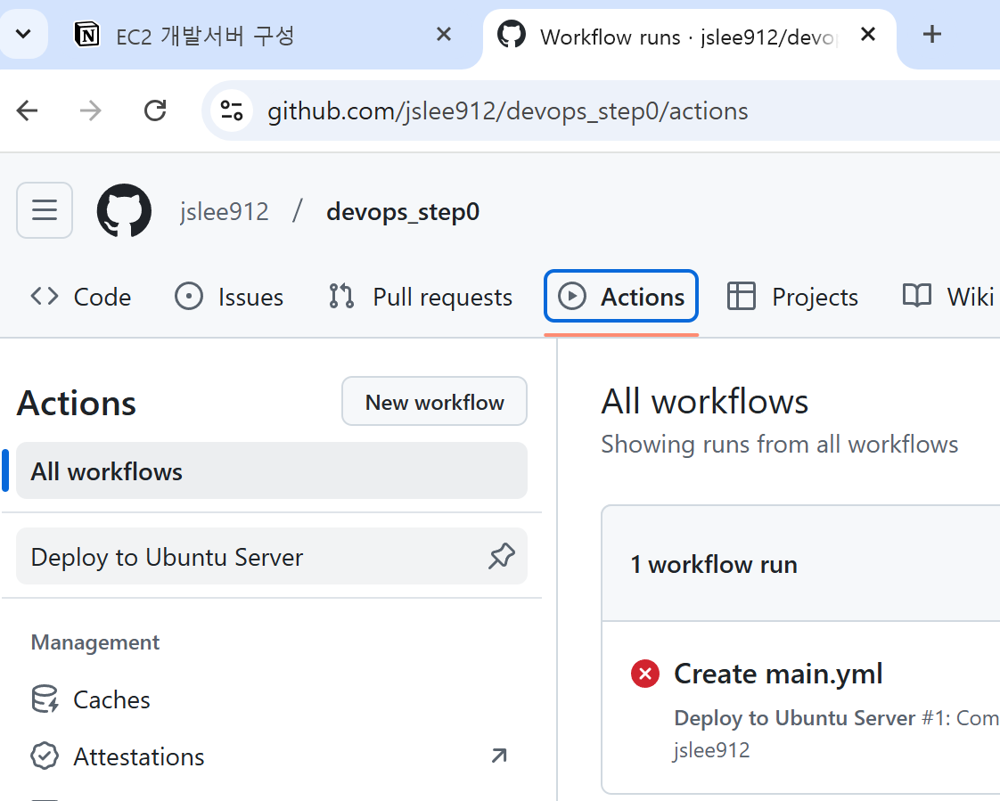 EC2 개발서버 구성
Workflow runs · jslee912/devo
github.com/jslee912/devops_step0/actions
jslee912 / devops_step0
Code Issues Pull requests Actions Projects Wiki
Actions
New workflow
All workflows
Deploy to Ubuntu Server
Management
Caches
Attestations
All workflows
Showing runs from all workflows
1 workflow run
Create main.yml
Deploy to Ubuntu Server #1: Com
jslee912